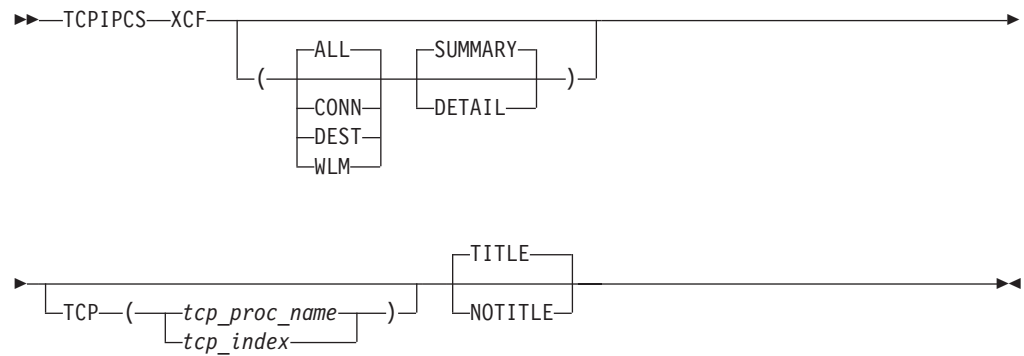 TCPIPCS XCF
ALL SUMMARY
( )
CONN DETAIL
DEST
WLM
TITLE
TCP ( tcp_proc_name ) NOTITLE
tcp_index